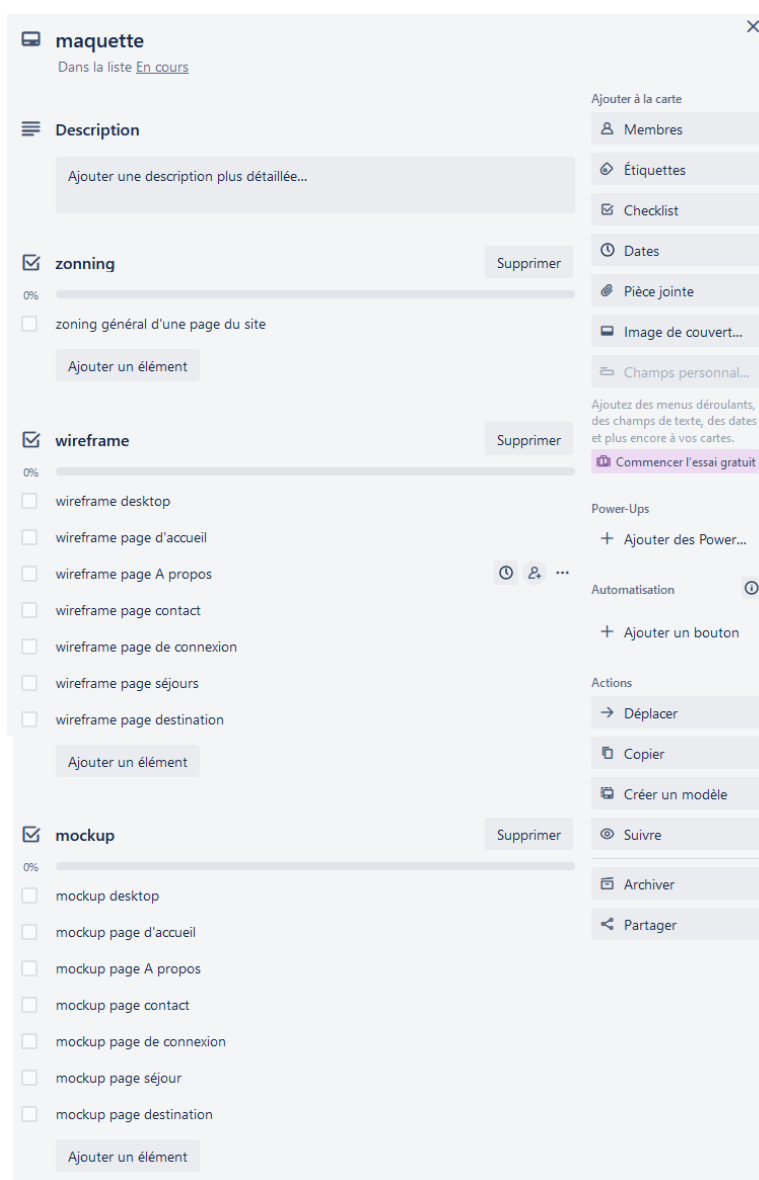 maquette
Dans la liste En cours
Description
Ajouter une description plus détaillée...
zonning
Supprimer
0%
zoning général d'une page du site
Ajouter un élément
wireframe
Supprimer
0%
wireframe desktop
wireframe page d'accueil
wireframe page A propos
wireframe page contact
wireframe page de connexion
wireframe page séjours
wireframe page destination
Ajouter un élément
mockup
Supprimer
0%
mockup desktop
mockup page d'accueil
mockup page A propos
mockup page contact
mockup page de connexion
mockup page séjour
mockup page destination
Ajouter un élément
Ajouter à la carte
Membres
Étiquettes
Checklist
Dates
Pièce jointe
Image de couvert...
Champs personnal...
Ajoutez des menus déroulants,
des champs de texte, des dates
et plus encore à vos cartes.
Commencer l'essai gratuit
Power-Ups
Ajouter des Power...
Automatisation
Ajouter un bouton
Actions
Déplacer
Copier
Créer un modèle
Suivre
Archiver
Partager